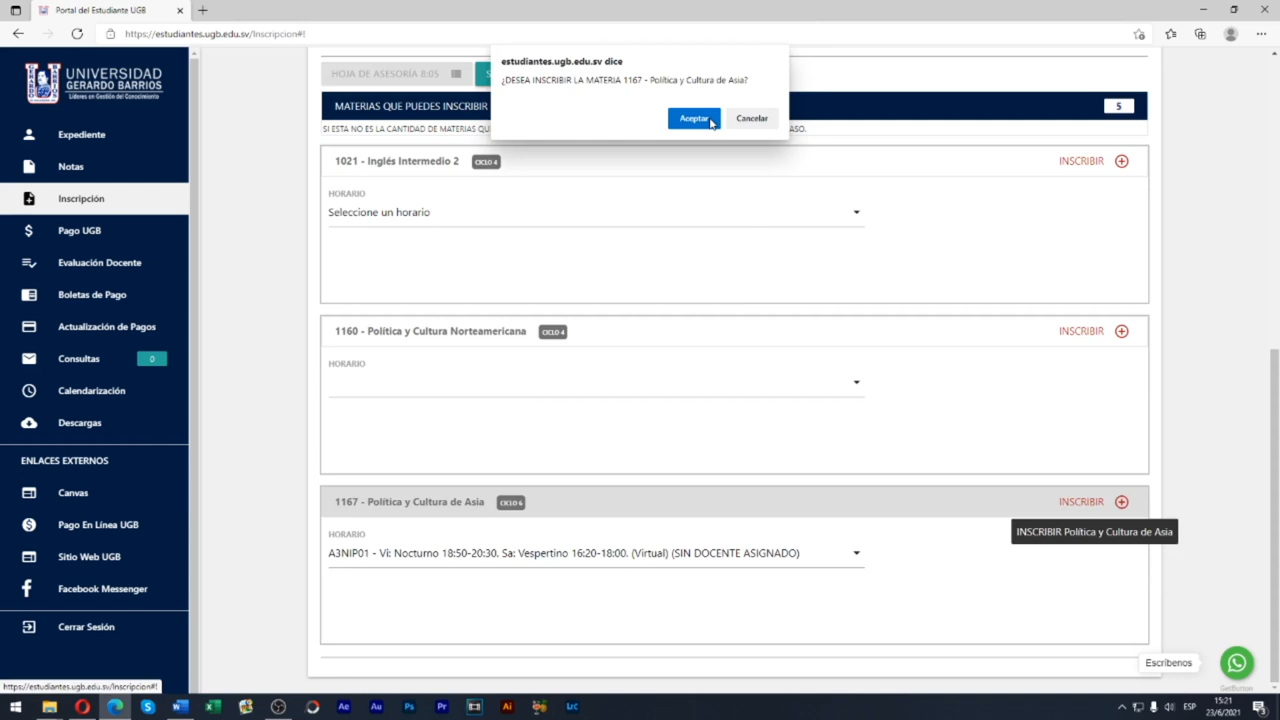 Portal del Estudiante UGB
https://estudiantes.ugb.edu.sv/Inscripcion#!
UNIVERSIDAD
GERARDO BARRIOS
Líderes en Gestión del Conocimiento
Expediente
Notas
Inscripción
Pago UGB
Evaluación Docente
Boletas de Pago
Actualización de Pagos
Consultas
0
Calendarización
Descargas
ENLACES EXTERNOS
Canvas
Pago En Línea UGB
Sitio Web UGB
Facebook Messenger
Cerrar Sesión
https://estudiantes.ugb.edu.sv/Inscripcion#!
estudiantes.ugb.edu.sv dice
¿DESEA INSCRIBIR LA MATERIA 1167 - Política y Cultura de Asia?
Aceptar
Cancelar
HOJA DE ASESORÍA 8:05
MATERIAS QUE PUEDES INSCRIBIR
5
SI ESTA NO ES LA CANTIDAD DE MATERIAS QU
ASO.
1021 - Inglés Intermedio 2
CICLO 4
INSCRIBIR
HORARIO
Seleccione un horario
1160 - Política y Cultura Norteamericana
CICLO 4
INSCRIBIR
HORARIO
1167 - Política y Cultura de Asia
CICLO 6
INSCRIBIR
INSCRIBIR Política y Cultura de Asia
HORARIO
A3NIP01 - Vi: Nocturno 18:50-20:30. Sa: Vespertino 16:20-18:00. (Virtual) (SIN DOCENTE ASIGNADO)
Escríbenos
GetButton
ESP
15:21
23/6/2021